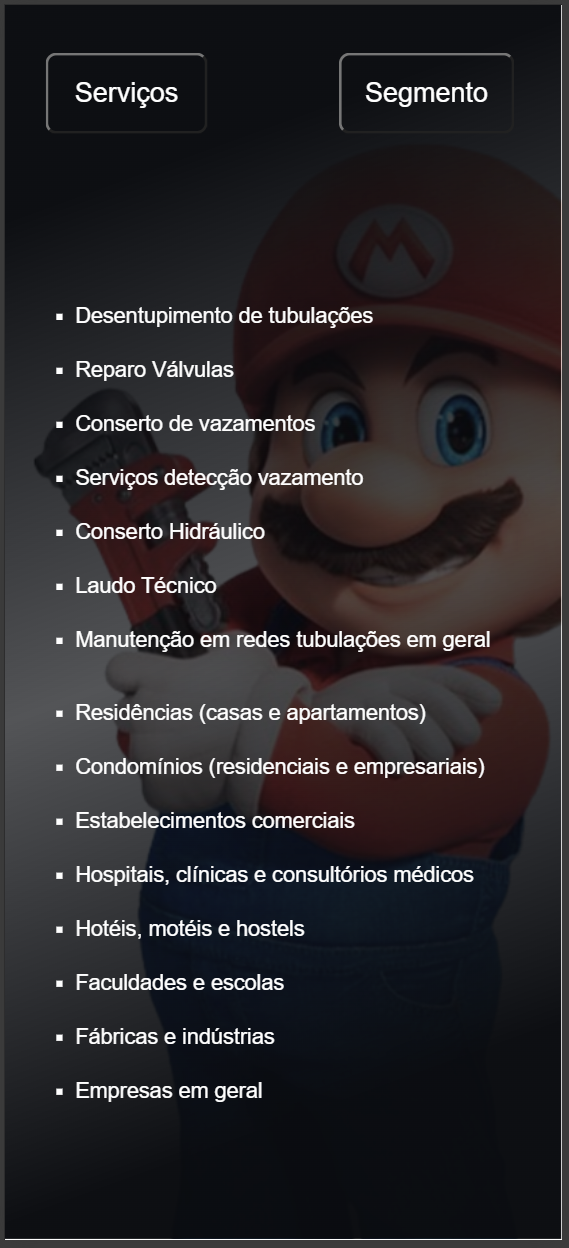 Serviços
Segmento
M
Desentupimento de tubulações
Reparo Válvulas
Conserto de vazamentos
Serviços detecção vazamento
Conserto Hidráulico
Laudo Técnico
Manutenção em redes tubulações em geral
Residências (casas e apartamentos)
Condomínios (residenciais e empresariais)
Estabelecimentos comerciais
Hospitais, clínicas e consultórios médicos
Hotéis, motéis e hostels
Faculdades e escolas
Fábricas e indústrias
Empresas em geral